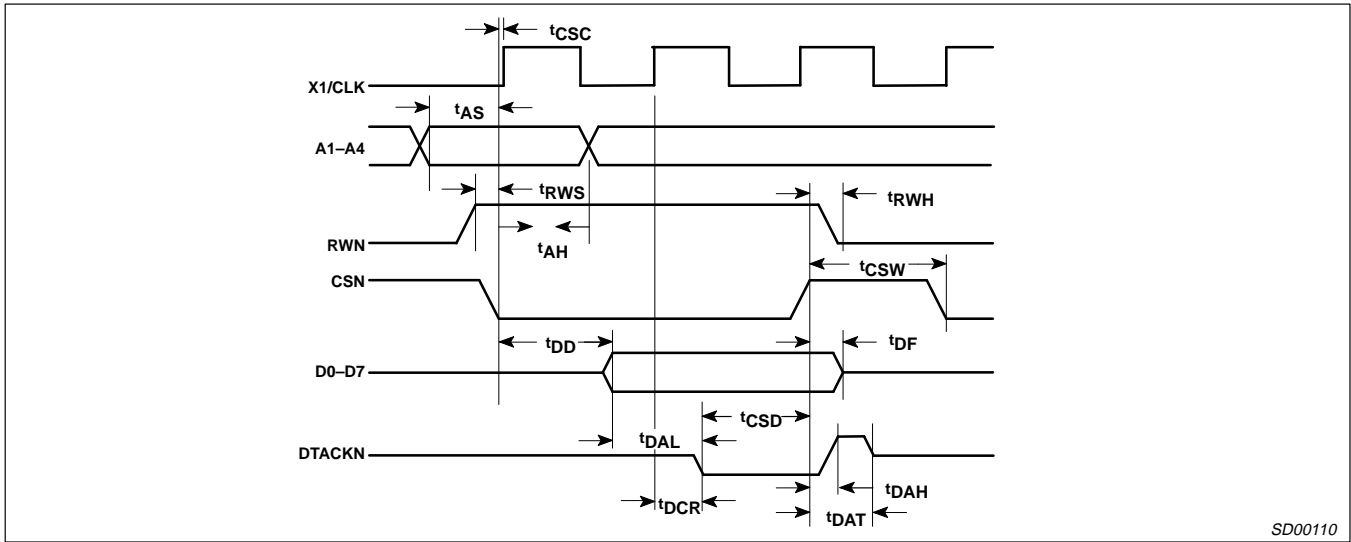 tCSC
X1/CLK
tAS
A1–A4
tRWS
tRWH
RWN
tAH
CSN
tCSW
tDD
tDF
D0–D7
tCSD
tDAL
DTACKN
tDAH
tDCR
tDAT
SD00110